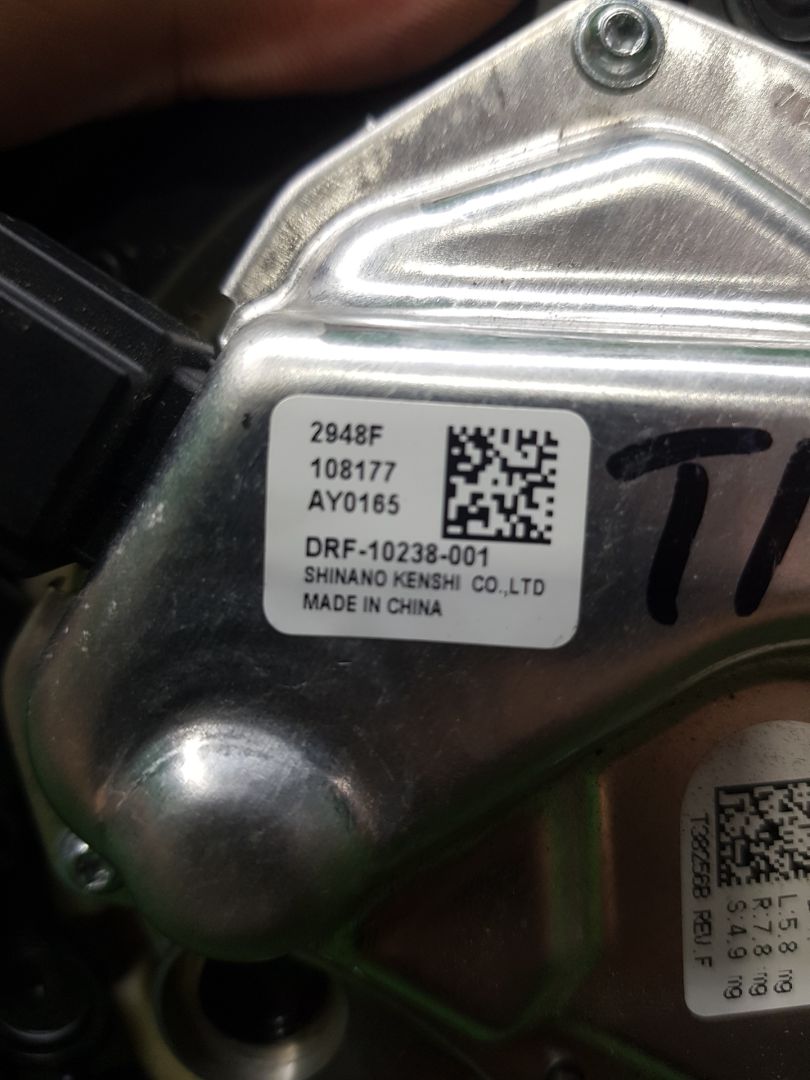 2948F
108177
AY0165
DRF-10238-001
SHINANO KENSHI CO.,LTD
MADE IN CHINA
T38256B REV.F
L:5.8 mg
R:7.8 mg
S:4.9 mg